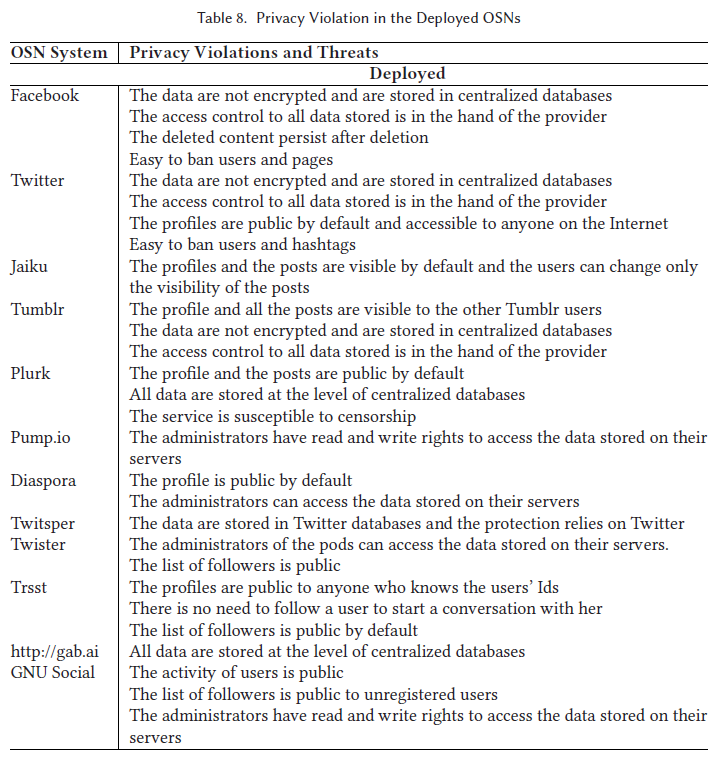 Table 8. Privacy Violation in the Deployed OSNs
OSN System Privacy Violations and Threats
Deployed
Facebook The data are not encrypted and are stored in centralized databases
The access control to all data stored is in the hand of the provider
The deleted content persist after deletion
Easy to ban users and pages
Twitter The data are not encrypted and are stored in centralized databases
The access control to all data stored is in the hand of the provider
The profiles are public by default and accessible to anyone on the Internet
Easy to ban users and hashtags
Jaiku The profiles and the posts are visible by default and the users can change only
the visibility of the posts
Tumblr The profile and all the posts are visible to the other Tumblr users
The data are not encrypted and are stored in centralized databases
The access control to all data stored is in the hand of the provider
Plurk The profile and the posts are public by default
All data are stored at the level of centralized databases
The service is susceptible to censorship
Pump.io The administrators have read and write rights to access the data stored on their
servers
Diaspora The profile is public by default
The administrators can access the data stored on their servers
Twitsper The data are stored in Twitter databases and the protection relies on Twitter
Twister The administrators of the pods can access the data stored on their servers.
The list of followers is public
Trsst The profiles are public to anyone who knows the users' Ids
There is no need to follow a user to start a conversation with her
The list of followers is public by default
http://gab.ai All data are stored at the level of centralized databases
GNU Social The activity of users is public
The list of followers is public to unregistered users
The administrators have read and write rights to access the data stored on their
servers